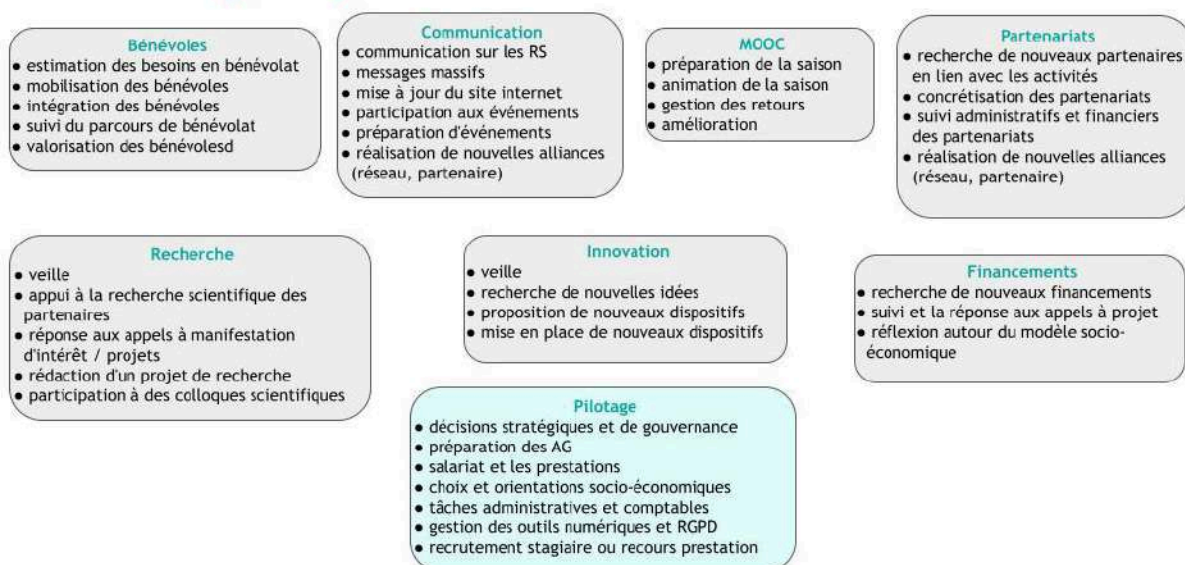 Bénévoles
● estimation des besoins en bénévolat
● mobilisation des bénévoles
● intégration des bénévoles
● suivi du parcours de bénévolat
● valorisation des bénévolesd
Communication
● communication sur les RS
● messages massifs
● mise à jour du site internet
● participation aux événements
● préparation d'événements
● réalisation de nouvelles alliances
(réseau, partenaire)
MOOC
● préparation de la saison
● animation de la saison
● gestion des retours
● amélioration
Partenariats
● recherche de nouveaux partenaires
en lien avec les activités
● concrétisation des partenariats
● suivi administratifs et financiers
des partenariats
● réalisation de nouvelles alliances
(réseau, partenaire)
Recherche
● veille
● appui à la recherche scientifique des
partenaires
● réponse aux appels à manifestation
d'intérêt / projets
● rédaction d'un projet de recherche
● participation à des colloques scientifiques
Innovation
● veille
● recherche de nouvelles idées
● proposition de nouveaux dispositifs
● mise en place de nouveaux dispositifs
Financements
● recherche de nouveaux financements
● suivi et la réponse aux appels à projet
● réflexion autour du modèle socio-
économique
Pilotage
● décisions stratégiques et de gouvernance
● préparation des AG
● salariat et les prestations
● choix et orientations socio-économiques
● tâches administratives et comptables
● gestion des outils numériques et RGPD
● recrutement stagiaire ou recours prestation